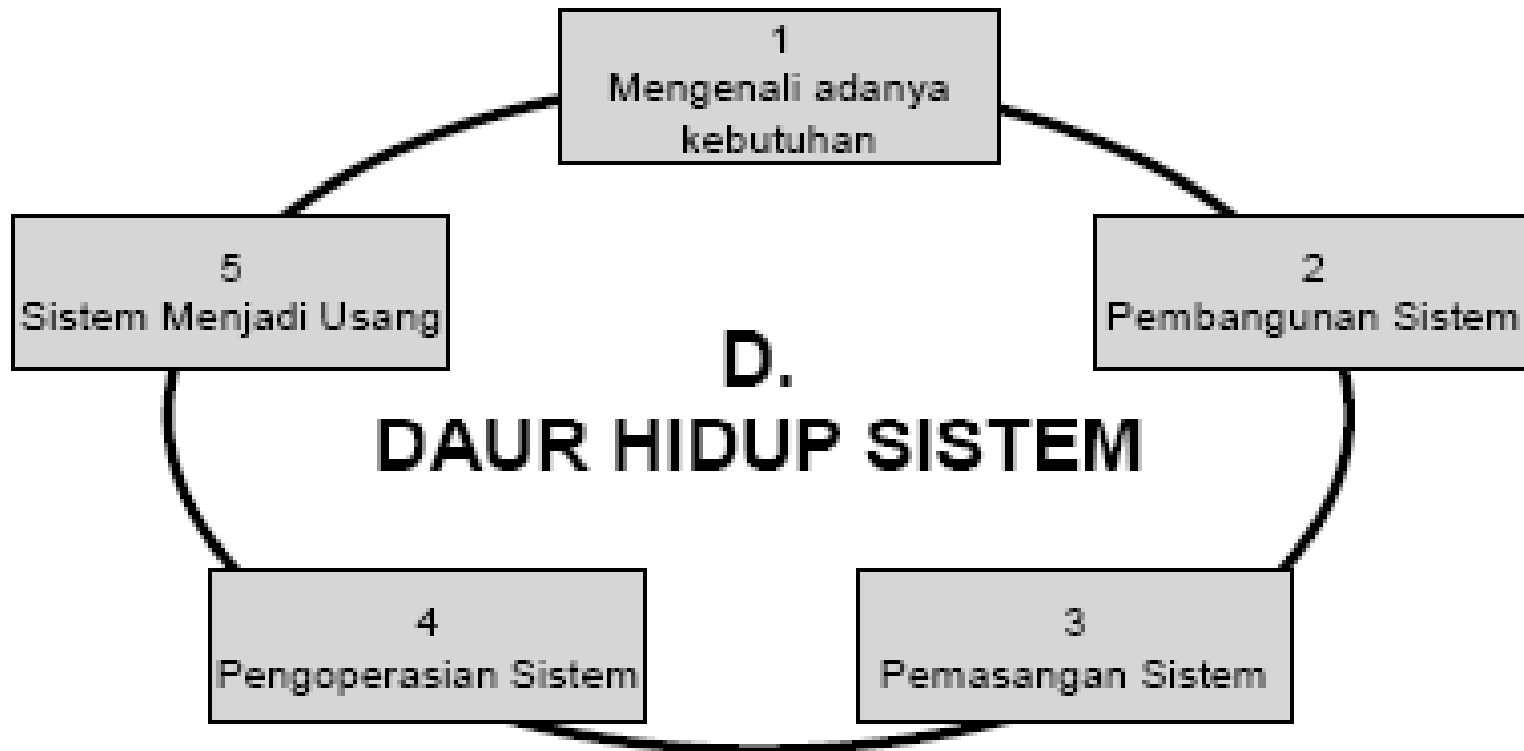 1
Mengenali adanya
kebutuhan
2
Pembangunan Sistem
3
Pemasangan Sistem
4
Pengoperasian Sistem
5
Sistem Menjadi Usang
D.
DAUR HIDUP SISTEM